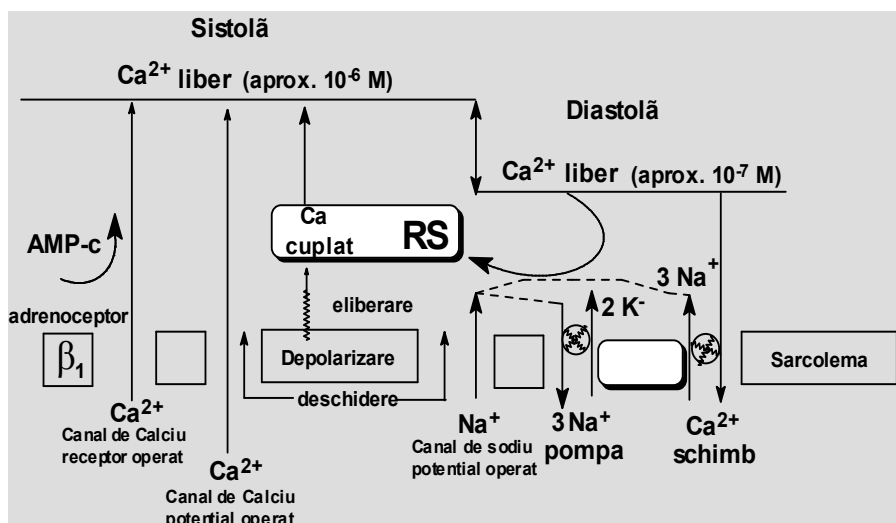 Sistolã
Ca2+ liber (aprox. 10-6 M)
Diastolã
Ca2+ liber (aprox. 10-7 M)
Ca
cuplat
RS
AMP-c
3 Na+
eliberare
2 K-
adrenoceptor
β1
Depolarizare
Sarcolema
deschidere
Ca2+
Canal de Calciu
receptor operat
Na+
Canal de sodiu
potential operat
3Na+
pompa
Ca2+
schimb
Ca2+
Canal de Calciu
potential operat